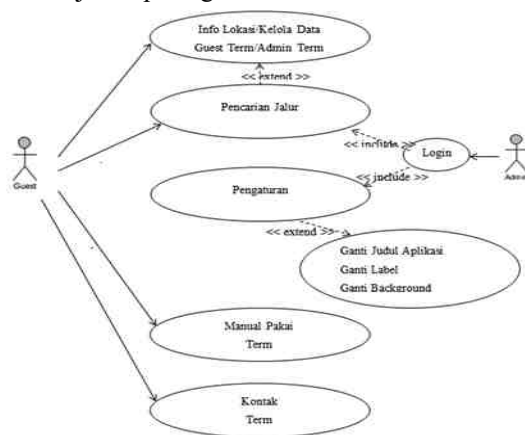 Info Lokasi/Kelola Data
Guest Term/Admin Term
<< extend >>
Pencarian Jalur
<< include >>
Login
Guest
Admin
Pengaturan
<< include >>
<< extend >>
Ganti Judul Aplikasi
Ganti Label
Ganti Background
Manual Pakai
Term
Kontak
Term